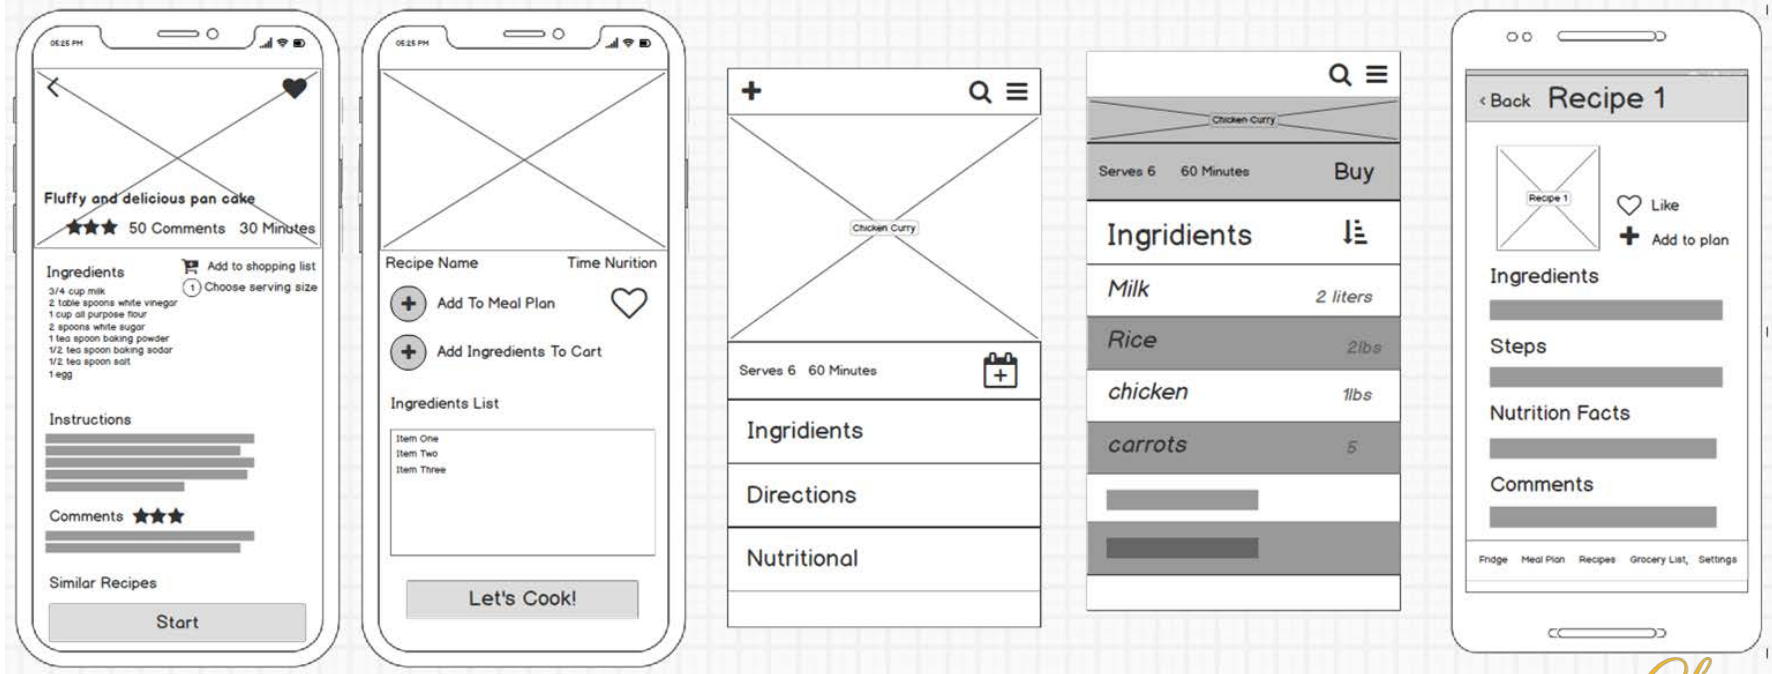 05:25 PM
Fluffy and delicious pan cake
50 Comments 30 Minutes
Ingredients
Add to shopping list
1 Choose serving size
3/4 cup milk
2 table spoons white vinegar
1 cup all purpose flour
2 spoons white sugar
1 tea spoon baking powder
1/2 tea spoon baking sodar
1/2 tea spoon salt
1 egg
Instructions
Comments
Similar Recipes
Start
05:25 PM
Recipe Name Time Nurition
Add To Meal Plan
Add Ingredients To Cart
Ingredients List
Item One
Item Two
Item Three
Let's Cook!
Chicken Curry
Serves 6 60 Minutes
Ingridients
Directions
Nutritional
Chicken Curry
Serves 6 60 Minutes Buy
Ingridients
Milk 2 liters
Rice 2lbs
chicken 1lbs
carrots 5
< Back Recipe 1
Recipe 1
Like
Add to plan
Ingredients
Steps
Nutrition Facts
Comments
Fridge Meal Plan Recipes Grocery List, Settings